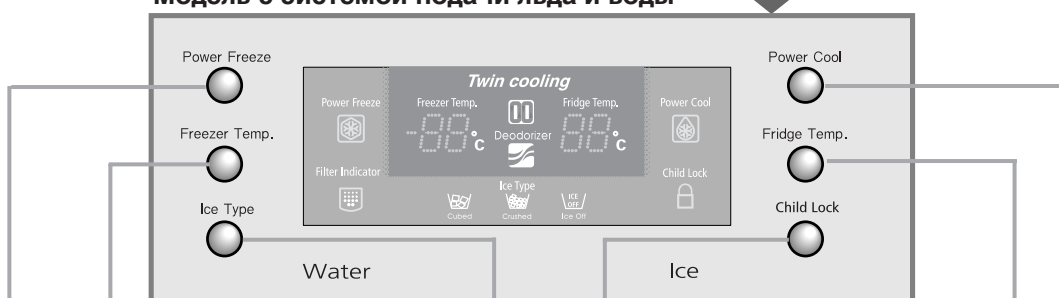 Модель с системой подачи льда и воды
Power Freeze
Power Cool
Twin cooling
Power Freeze
Freezer Temp.
Fridge Temp.
Power Cool
Freezer Temp.
-88°c
Deodorizer
88°c
Fridge Temp.
Filter Indicator
Child Lock
Ice Type
Ice Type
ICE OFF
Cubed
Crushed
Ice Off
Child Lock
Water
Ice